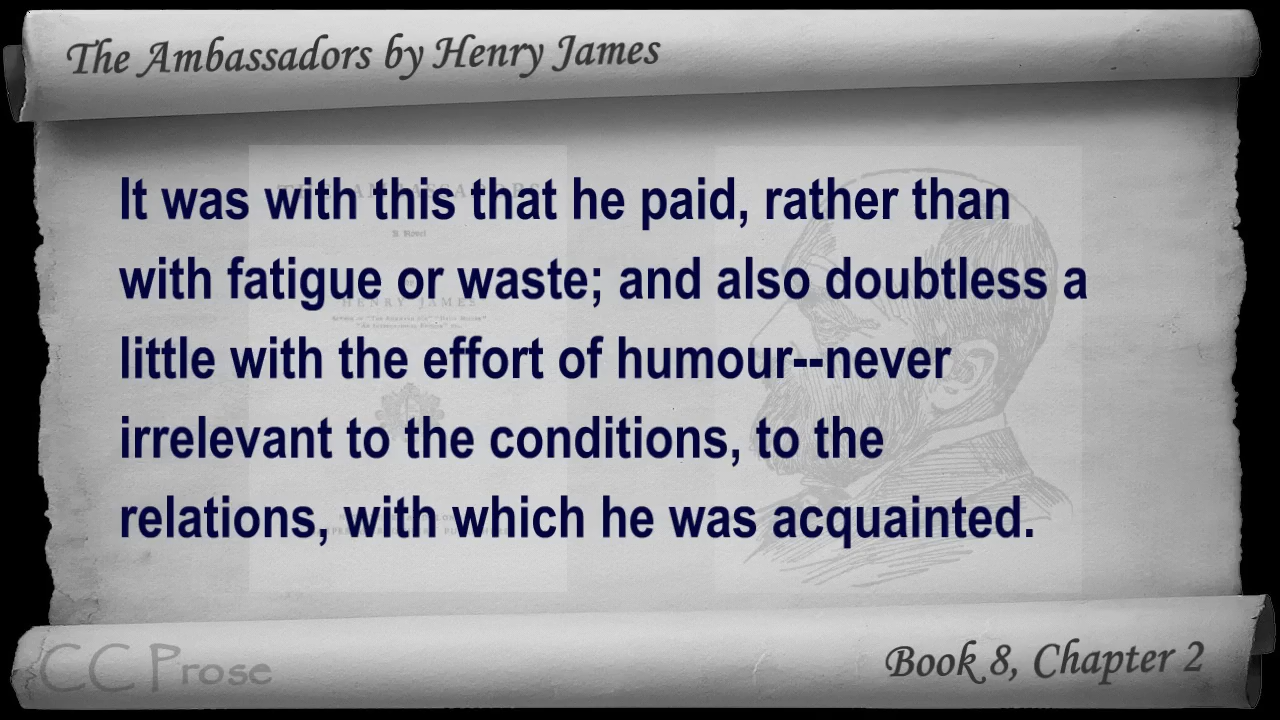 The Ambassadors by Henry James
It was with this that he paid, rather than
with fatigue or waste; and also doubtless a
little with the effort of humour--never
irrelevant to the conditions, to the
relations, with which he was acquainted.
CC Prose
Book 8, Chapter 2